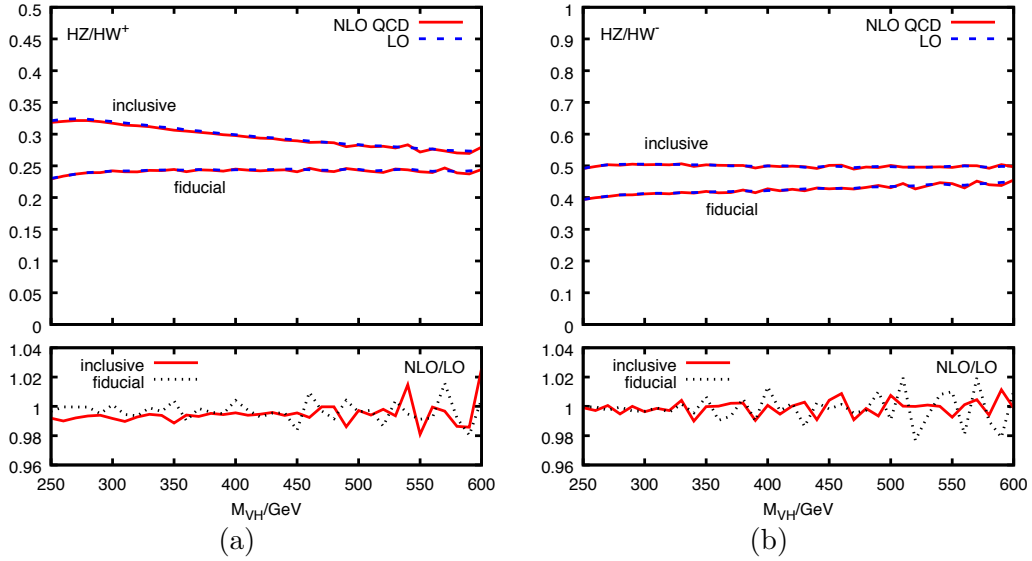 0.5
0.45
0.4
0.35
0.3
0.25
0.2
0.15
0.1
0.05
0
HZ/HW+
NLO QCD
LO
inclusive
fiducial
1.04
1.02
1
0.98
0.96
inclusive
fiducial
NLO/LO
250 300 350 400 450 500 550 600
MVH/GeV
(a)
1
0.9
0.8
0.7
0.6
0.5
0.4
0.3
0.2
0.1
0
HZ/HW-
NLO QCD
LO
inclusive
fiducial
1.04
1.02
1
0.98
0.96
inclusive
fiducial
NLO/LO
250 300 350 400 450 500 550 600
MVH/GeV
(b)